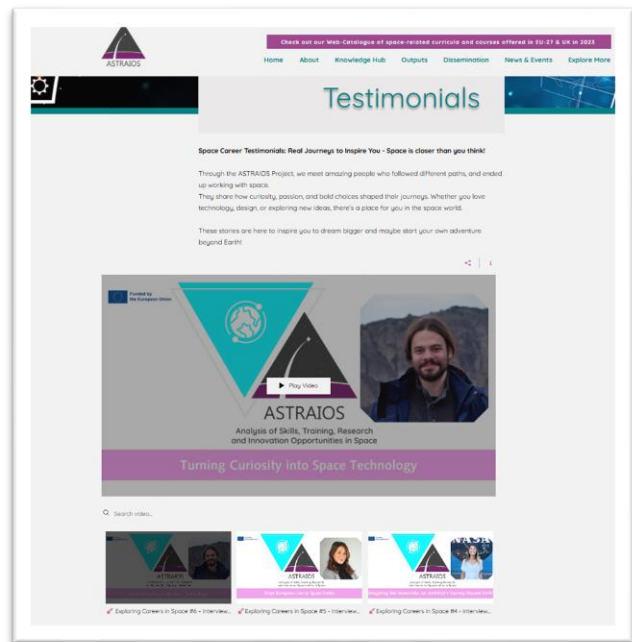 Check out our Web-Catalogue of space-related curricula and courses offered in EU-27 & UK in 2023
ASTRAIOS
Home About Knowledge Hub Outputs Dissemination News & Events Explore More
Testimonials
Space Career Testimonials: Real Journeys to Inspire You - Space is closer than you think!
Through the ASTRAIOS Project, we meet amazing people who followed different paths, and ended
up working with space.
They share how curiosity, passion, and bold choices shaped their journeys. Whether you love
technology, design, or exploring new ideas, there's a place for you in the space world.
These stories are here to inspire you to dream bigger and maybe start your own adventure
beyond Earth!
Funded by
the European Union
Play Video
ASTRAIOS
Analysis of Skills, Training, Research
and Innovation Opportunities in Space
Turning Curiosity into Space Technology
Search video...
ASTRAIOS
ASTRAIOS
ASTRAIOS
Exploring Careers in Space #6 - Interview...
Exploring Careers in Space #5 - Interview...
Exploring Careers in Space #4 - Interview...